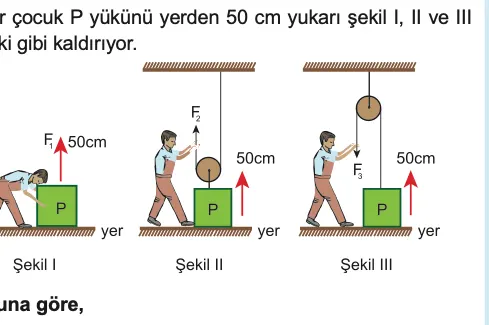 r çocuk P yükünü yerden 50 cm yukarı şekil I, II ve III
ki gibi kaldırıyor.
F1 50cm
P
yer
Şekil I
F2
50cm
P
yer
Şekil II
F3
50cm
P
yer
Şekil III
una göre,